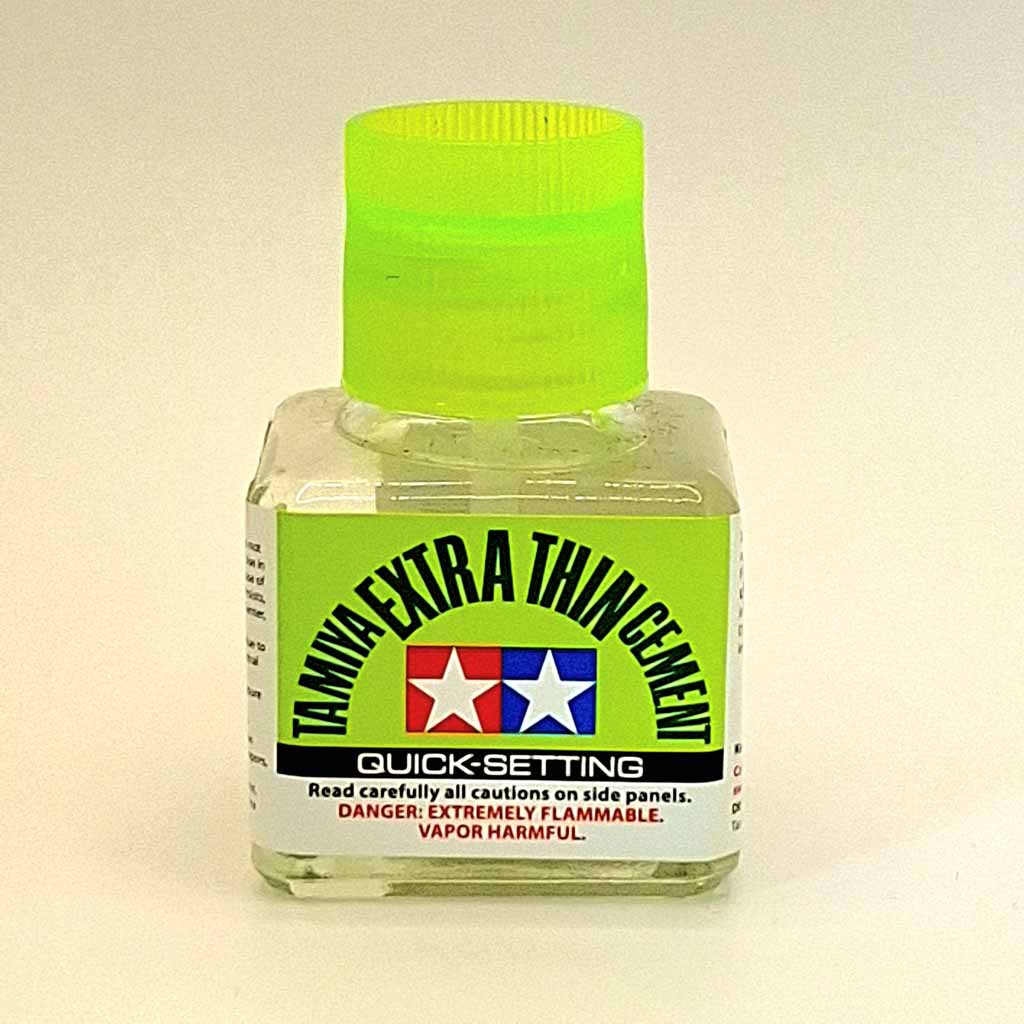 TAMIYA EXTRA THIN CEMENT
QUICK-SETTING
Read carefully all cautions on side panels.
DANGER: EXTREMELY FLAMMABLE.
VAPOR HARMFUL.